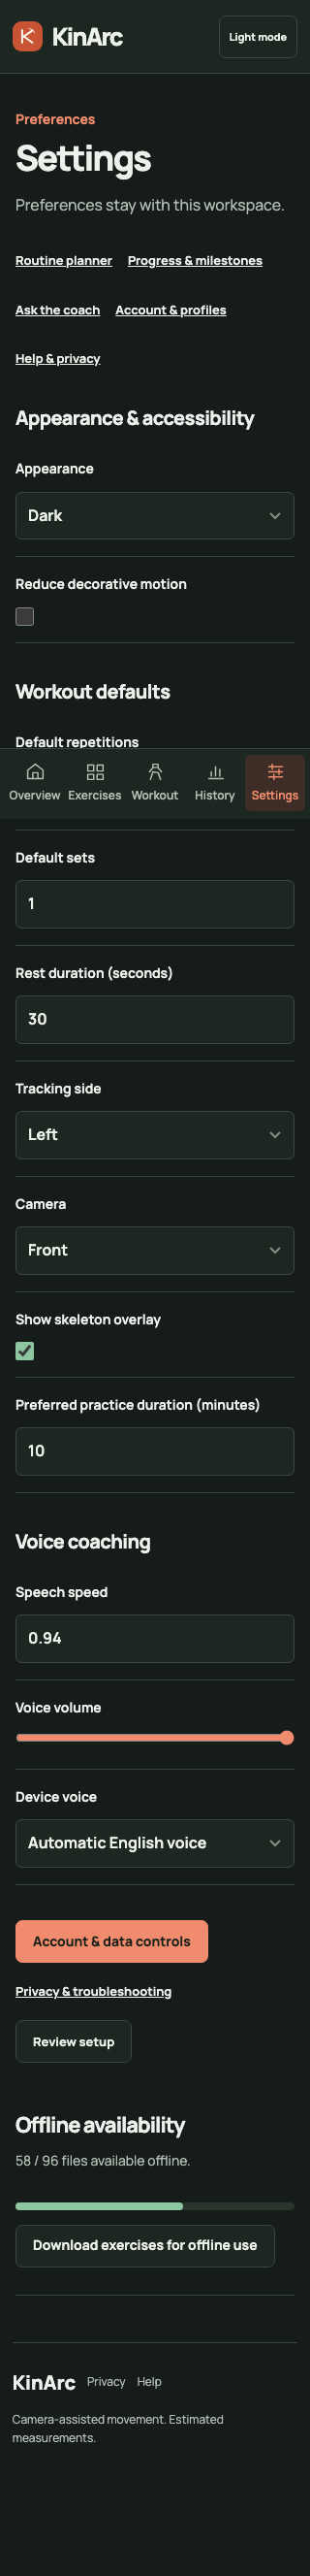 KinArc
Light mode
Preferences
Settings
Preferences stay with this workspace.
Routine planner Progress & milestones
Ask the coach Account & profiles
Help & privacy
Appearance & accessibility
Appearance
Dark
Reduce decorative motion
Workout defaults
Default repetitions
Overview Exercises Workout History Settings
Default sets
1
Rest duration (seconds)
30
Tracking side
Left
Camera
Front
Show skeleton overlay
Preferred practice duration (minutes)
10
Voice coaching
Speech speed
0.94
Voice volume
Device voice
Automatic English voice
Account & data controls
Privacy & troubleshooting
Review setup
Offline availability
58 / 96 files available offline.
Download exercises for offline use
KinArc Privacy Help
Camera-assisted movement. Estimated
measurements.